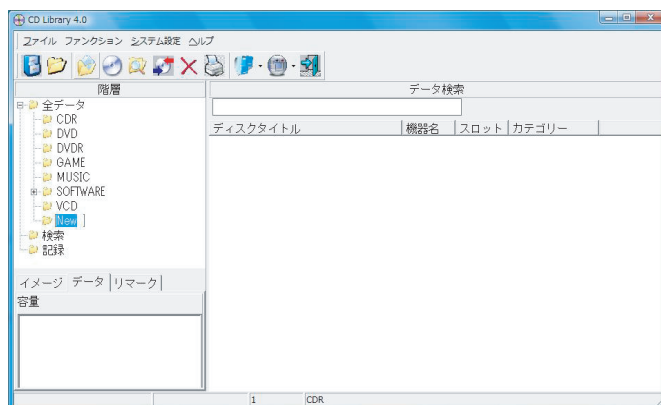 CD Library 4.0
ファイル ファンクション システム設定 ヘルプ
階層
データ検索
全データ
CDR
DVD
DVDR
GAME
MUSIC
SOFTWARE
VCD
New
検索
記録
ディスクタイトル 機器名 スロット カテゴリー
イメージ データ リマーク
容量
1 CDR